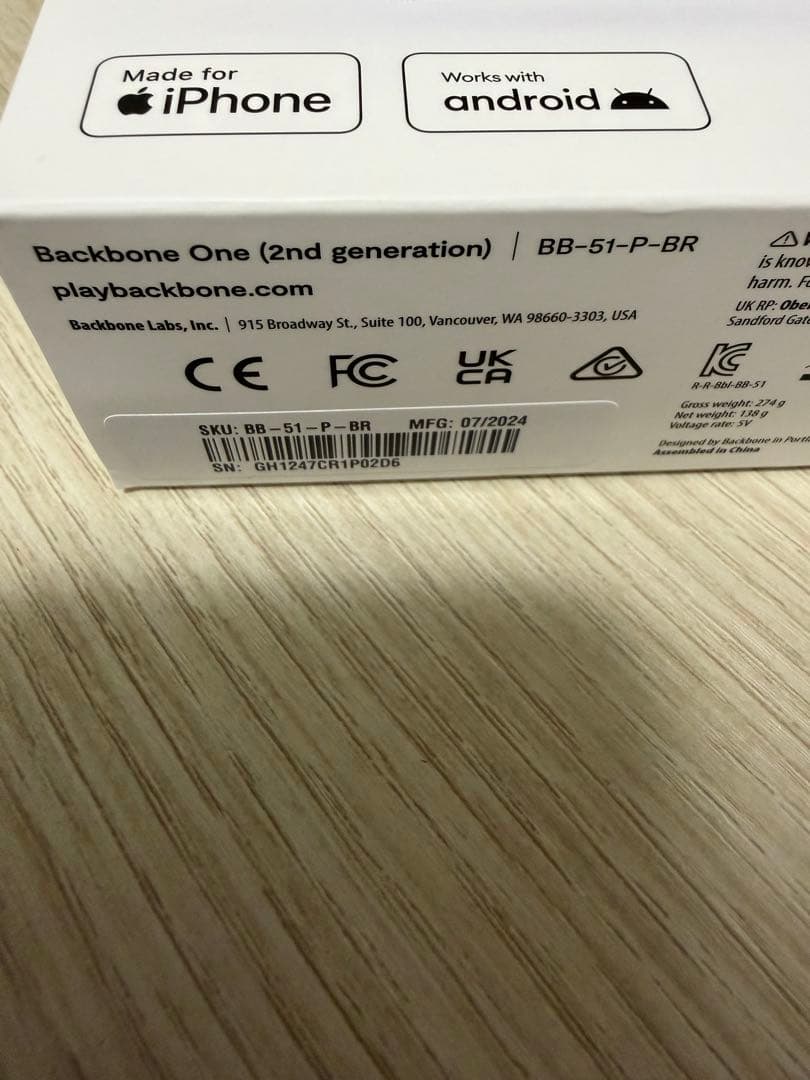 Made for
iPhone
Works with
android
Backbone One (2nd generation) | BB-51-P-BR
playbackbone.com
Backbone Labs, Inc. | 915 Broadway St., Suite 100, Vancouver, WA 98660-3303, USA
CE FC UK CA
SKU: BB-51-P-BR MFG: 07/2024
SN: GH1247CR1P02D6
is
harm.
UK RP:
Sandford
R-R-Bbl-BB-51
Gross weight: 274 g
Net weight: 138 g
Voltage rate: 5V
Designed by Backbone in
Assembled in China